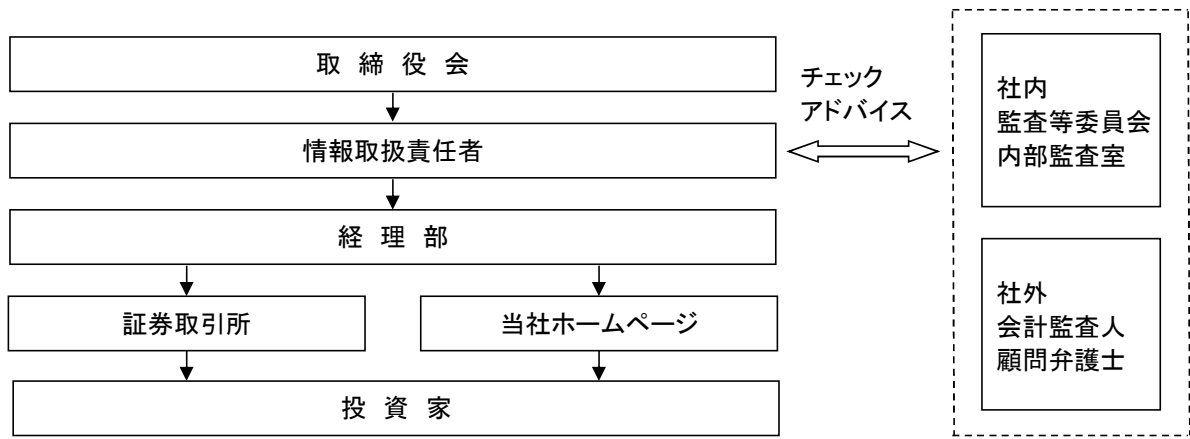 取締役会
チェック
アドバイス
情報取扱責任者
経理部
証券取引所
当社ホームページ
投資家
社内
監査等委員会
内部監査室
社外
会計監査人
顧問弁護士